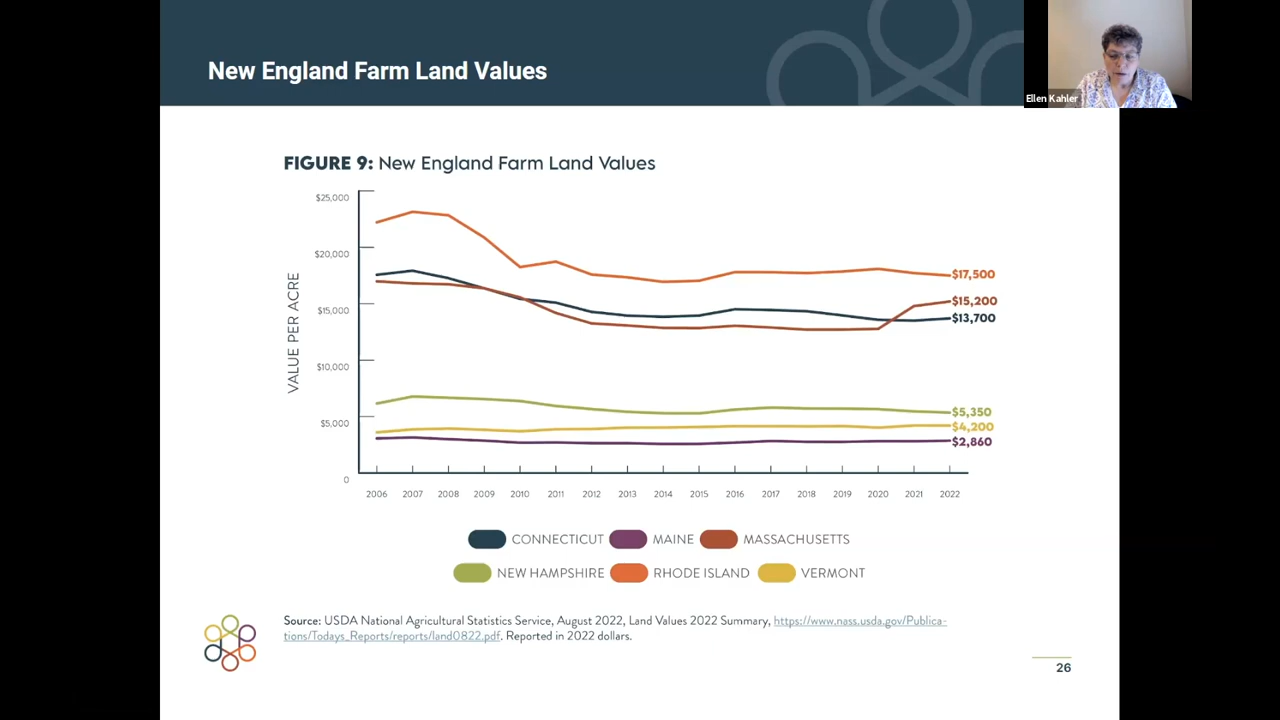 New England Farm Land Values
Ellen Kahler
FIGURE 9: New England Farm Land Values
VALUE PER ACRE
$25,000
$20,000
$15,000
$10,000
$5,000
0
$17,500
$15,200
$13,700
$5,350
$4,200
$2,860
2006 2007 2008 2009 2010 2011 2012 2013 2014 2015 2016 2017 2018 2019 2020 2021 2022
CONNECTICUT MAINE MASSACHUSETTS
NEW HAMPSHIRE RHODE ISLAND VERMONT
Source: USDA National Agricultural Statistics Service, August 2022, Land Values 2022 Summary, https://www.nass.usda.gov/Publica-
tions/Todays_Reports/reports/land0822.pdf. Reported in 2022 dollars.
26